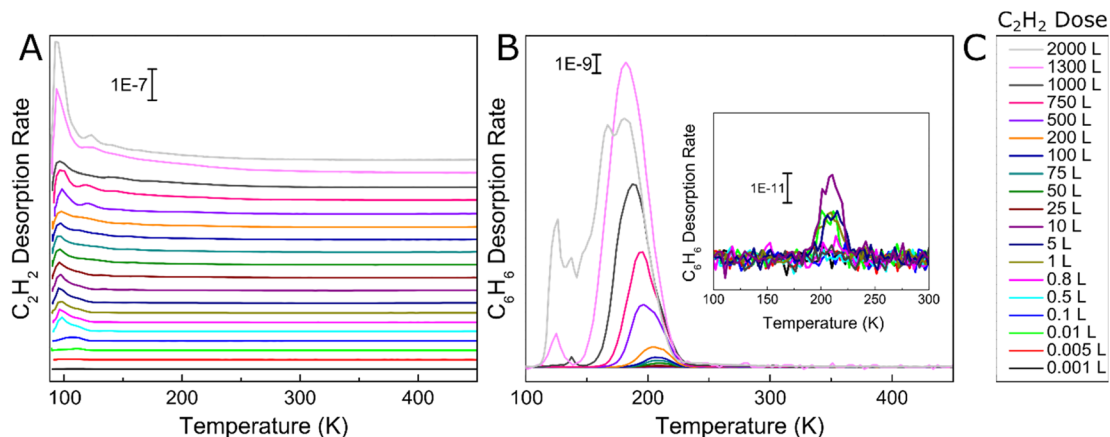 A
1E-7
C₂H₂ Desorption Rate
100
200
300
400
Temperature (K)
B
1E-9
C₆H₆ Desorption Rate
100
200
300
400
Temperature (K)
1E-11
C₆H₆ Desorption Rate
100
150
200
250
300
Temperature (K)
C
C₂H₂ Dose
2000 L
1300 L
1000 L
750 L
500 L
200 L
100 L
75 L
50 L
25 L
10 L
5 L
1 L
0.8 L
0.5 L
0.1 L
0.01 L
0.005 L
0.001 L